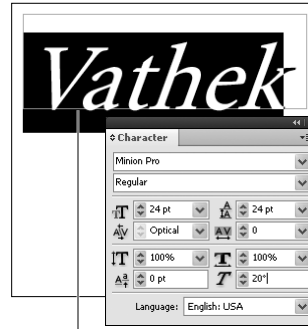 Vathek
Character
Minion Pro
Regular
24 pt 24 pt
Optical 0
100% 100%
0 pt 20°
Language: English: USA